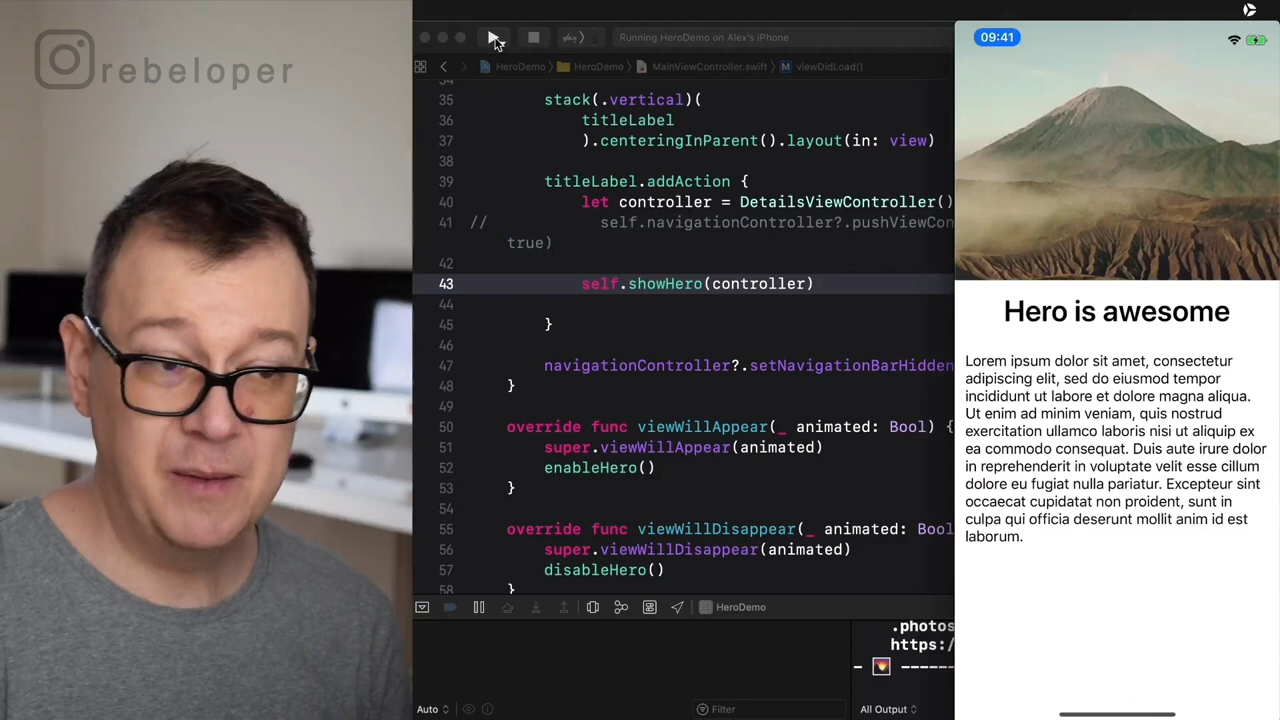 rebeloper
Running HeroDemo on Alex's iPhone
HeroDemo HeroDemo MainViewController.swift M viewDidLoad()
34
35 stack(.vertical)(
36 titleLabel
37 ).centeringInParent().layout(in: view)
38
39 titleLabel.addAction {
40 let controller = DetailsViewController()
41 // self.navigationController?.pushViewCon
true)
42
43 self.showHero(controller)
44
45 }
46
47 navigationController?.setNavigationBarHidden
48 }
49
50 override func viewWillAppear(_ animated: Bool) {
51 super.viewWillAppear(animated)
52 enableHero()
53 }
54
55 override func viewWillDisappear(_ animated: Bool
56 super.viewWillDisappear(animated)
57 disableHero()
58 }
HeroDemo
.photos
https:/
- ------
Auto
Filter
All Output
09:41
Hero is awesome
Lorem ipsum dolor sit amet, consectetur
adipiscing elit, sed do eiusmod tempor
incididunt ut labore et dolore magna aliqua.
Ut enim ad minim veniam, quis nostrud
exercitation ullamco laboris nisi ut aliquip ex
ea commodo consequat. Duis aute irure dolor
in reprehenderit in voluptate velit esse cillum
dolore eu fugiat nulla pariatur. Excepteur sint
occaecat cupidatat non proident, sunt in
culpa qui officia deserunt mollit anim id est
laborum.